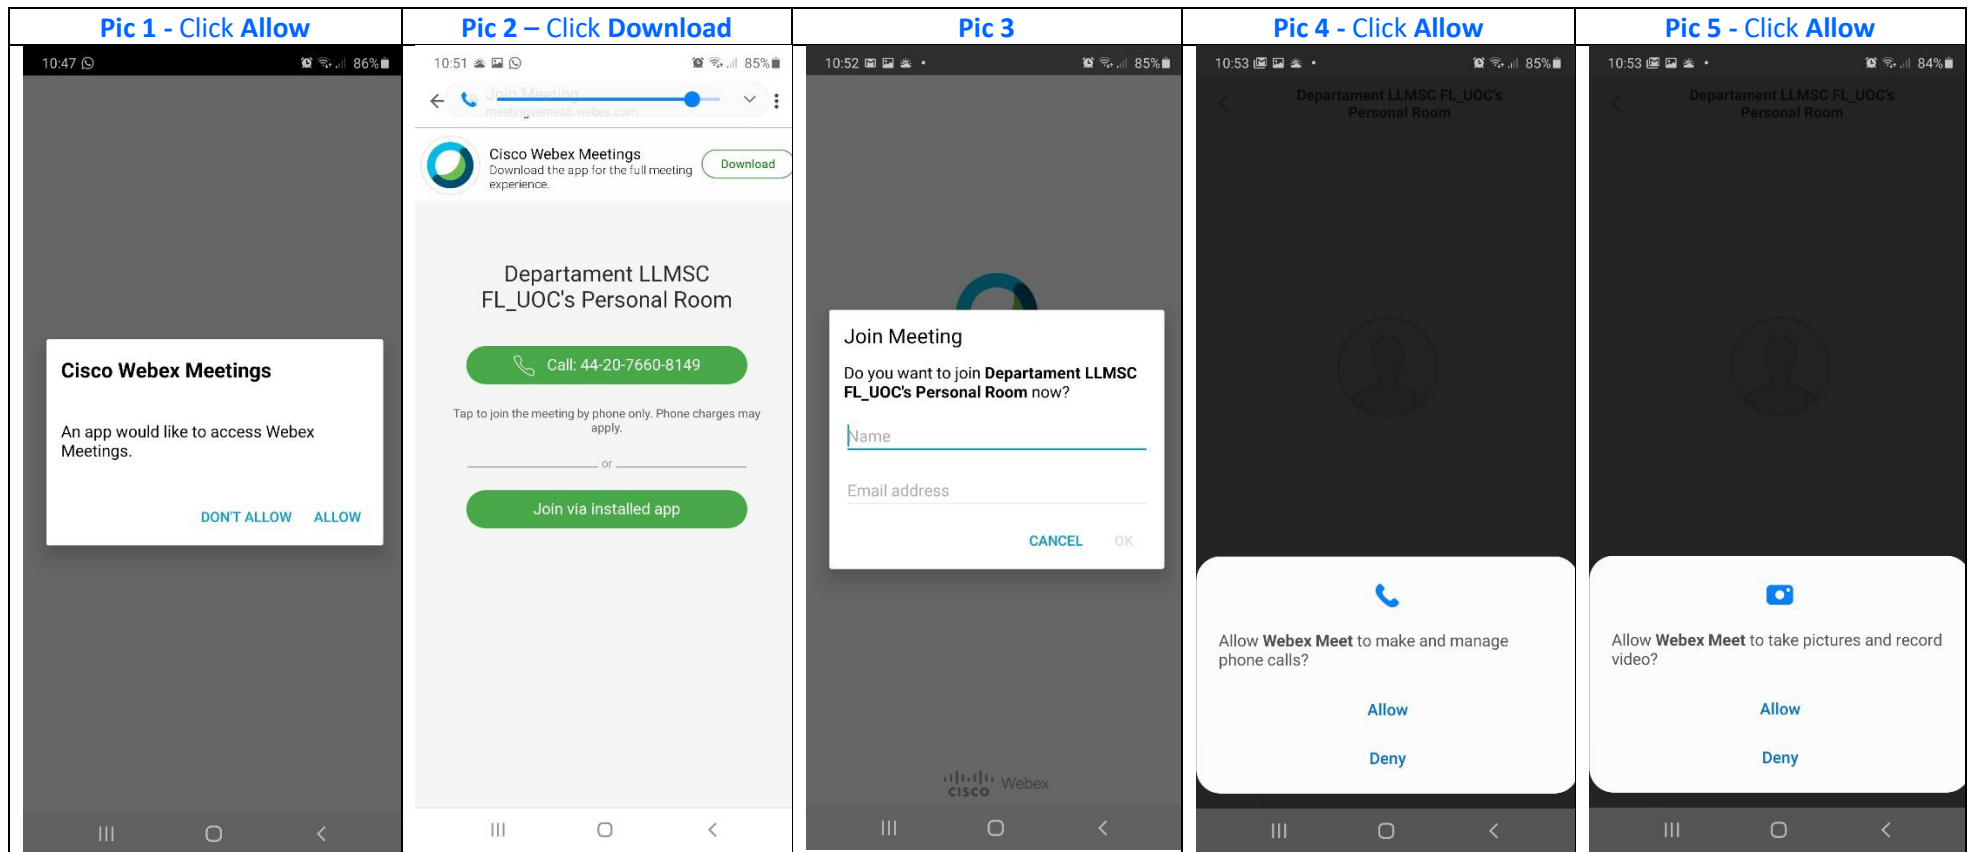 Pic 1 - Click Allow
10:47
86%
Cisco Webex Meetings
An app would like to access Webex
Meetings.
DON'T ALLOW ALLOW
Pic 2 – Click Download
10:51
85%
Join Meeting
meetingsemea8.webex.com
Cisco Webex Meetings
Download the app for the full meeting
experience.
Download
Departament LLMSC
FL_UOC's Personal Room
Call: 44-20-7660-8149
Tap to join the meeting by phone only. Phone charges may
apply.
or
Join via installed app
Pic 3
10:52
85%
Join Meeting
Do you want to join Departament LLMSC
FL_UOC's Personal Room now?
Name
Email address
CANCEL OK
cisco Webex
Pic 4 - Click Allow
10:53
85%
Departament LLMSC FL_UOC's
Personal Room
Allow Webex Meet to make and manage
phone calls?
Allow
Deny
Pic 5 - Click Allow
10:53
84%
Departament LLMSC FL_UOC's
Personal Room
Allow Webex Meet to take pictures and record
video?
Allow
Deny